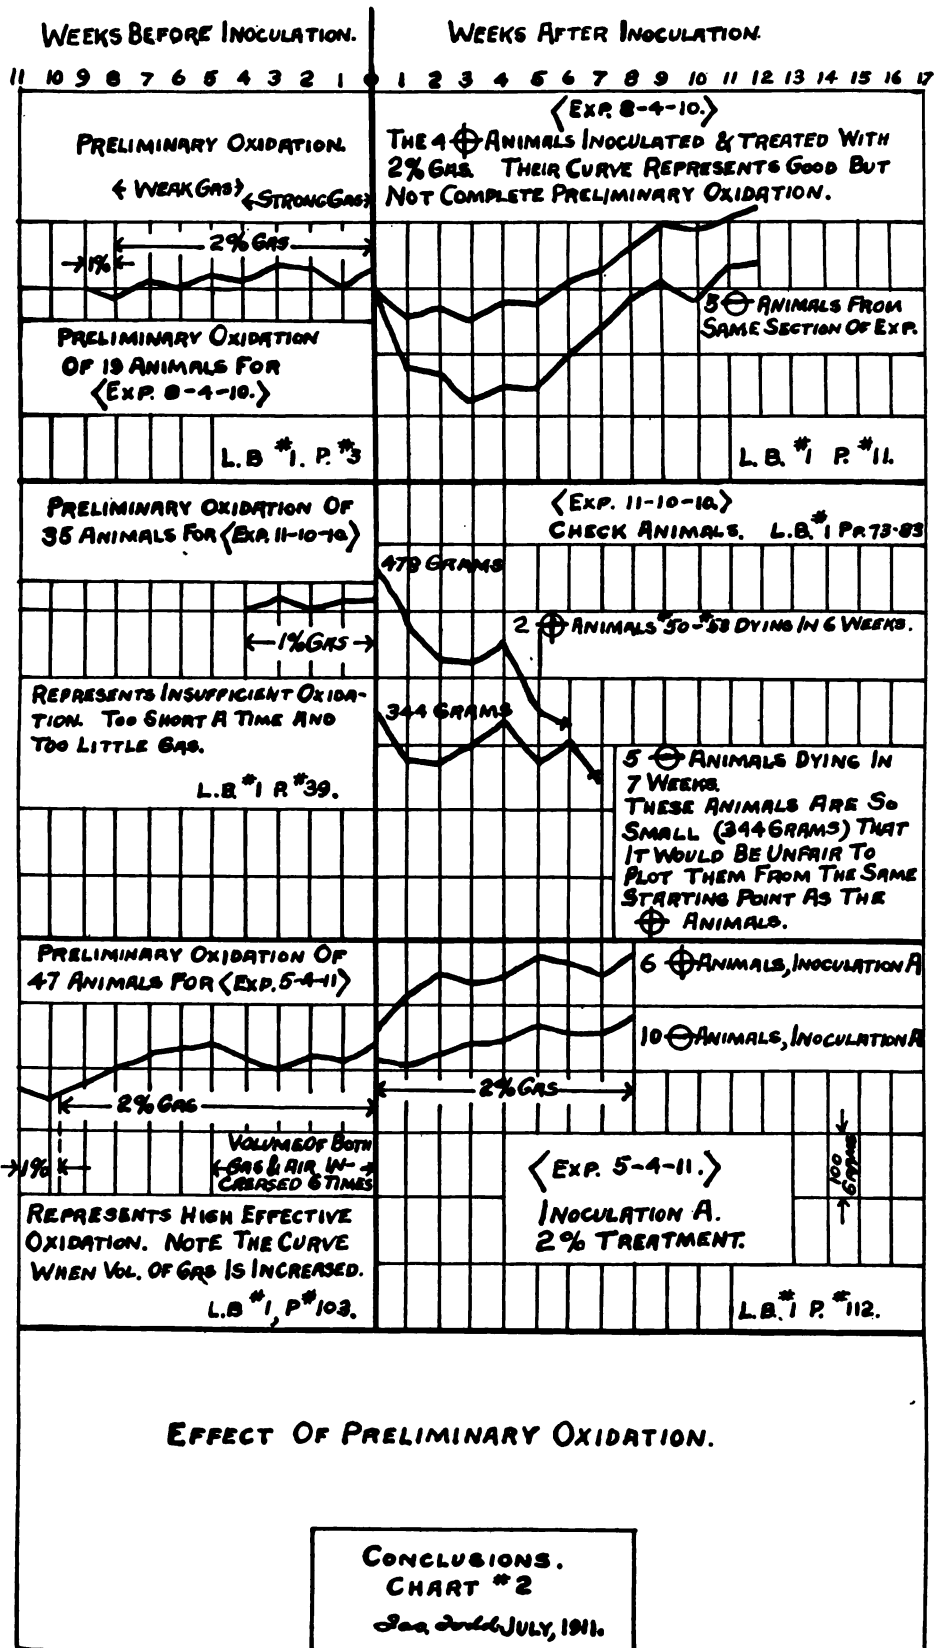 WEEKS BEFORE INOCULATION.
WEEKS AFTER INOCULATION.
11 10 9 8 7 6 5 4 3 2 1 0 1 2 3 4 5 6 7 8 9 10 11 12 13 14 15 16 17
PRELIMINARY OXIDATION.
← WEAK GAS →
← STRONG GAS →
2% GAS
1%
PRELIMINARY OXIDATION
OF 19 ANIMALS FOR
<EXP. 8-4-10.>
L.B #1. P. #3
<EXP. 8-4-10.>
THE 4 ⊕ ANIMALS INOCULATED & TREATED WITH
2% GAS. THEIR CURVE REPRESENTS GOOD BUT
NOT COMPLETE PRELIMINARY OXIDATION.
5 ⊖ ANIMALS FROM
SAME SECTION OF EXP.
L.B. #1 P. #11.
PRELIMINARY OXIDATION OF
35 ANIMALS FOR <EXP. 11-10-10>
1% GAS
REPRESENTS INSUFFICIENT OXIDA-
TION. TOO SHORT A TIME AND
TOO LITTLE GAS.
L.B. #1 P. #39.
<EXP. 11-10-10.>
CHECK ANIMALS. L.B. #1 PP. 73-83
478 GRAMS
2 ⊕ ANIMALS #50-#58 DYING IN 6 WEEKS.
344 GRAMS
5 ⊖ ANIMALS DYING IN
7 WEEKS.
THESE ANIMALS ARE SO
SMALL (344 GRAMS) THAT
IT WOULD BE UNFAIR TO
PLOT THEM FROM THE SAME
STARTING POINT AS THE
⊕ ANIMALS.
PRELIMINARY OXIDATION OF
47 ANIMALS FOR <EXP. 5-4-11>
2% GAS
1%
VOLUME OF BOTH
GAS & AIR IN-
CREASED 6 TIMES
REPRESENTS HIGH EFFECTIVE
OXIDATION. NOTE THE CURVE
WHEN VOL. OF GAS IS INCREASED.
L.B #1, P #103.
6 ⊕ ANIMALS, INOCULATION A
10 ⊖ ANIMALS, INOCULATION A
2% GAS
100
GRAMS
<EXP. 5-4-11.>
INOCULATION A.
2% TREATMENT.
L.B. #1 P. #112.
EFFECT OF PRELIMINARY OXIDATION.
CONCLUSIONS.
CHART #2
JULY, 1911.